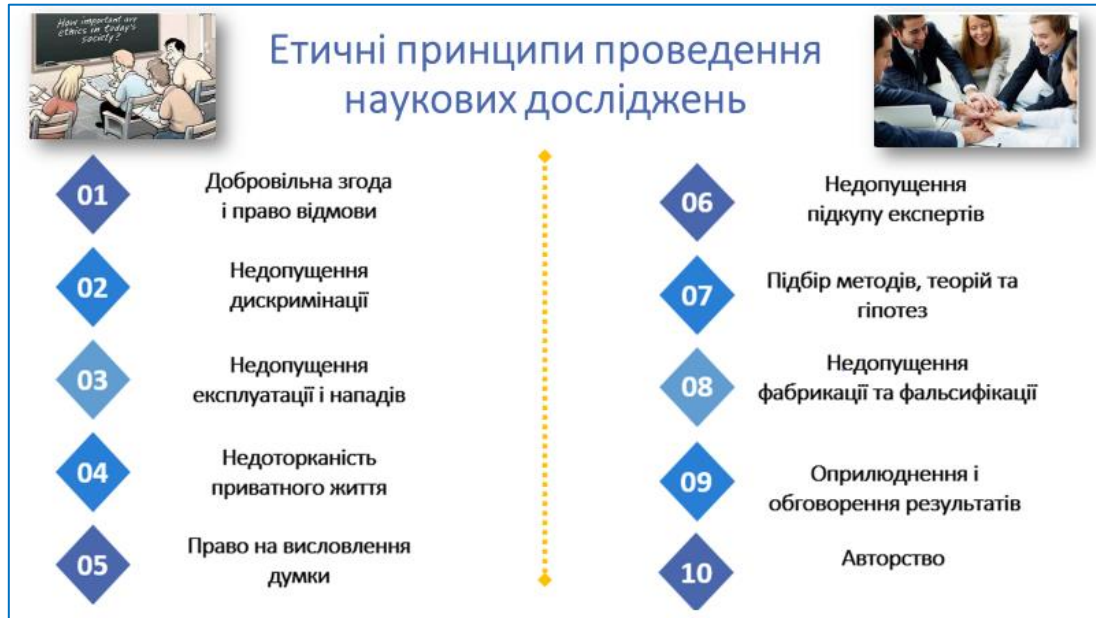 How important are
ethics in today's
society?
Етичні принципи проведення
наукових досліджень
01
Добровільна згода
і право відмови
02
Недопущення
дискримінації
03
Недопущення
експлуатації і нападів
04
Недоторканість
приватного життя
05
Право на висловлення
думки
06
Недопущення
підкупу експертів
07
Підбір методів, теорій та
гіпотез
08
Недопущення
фабрикації та фальсифікації
09
Оприлюднення і
обговорення результатів
10
Авторство